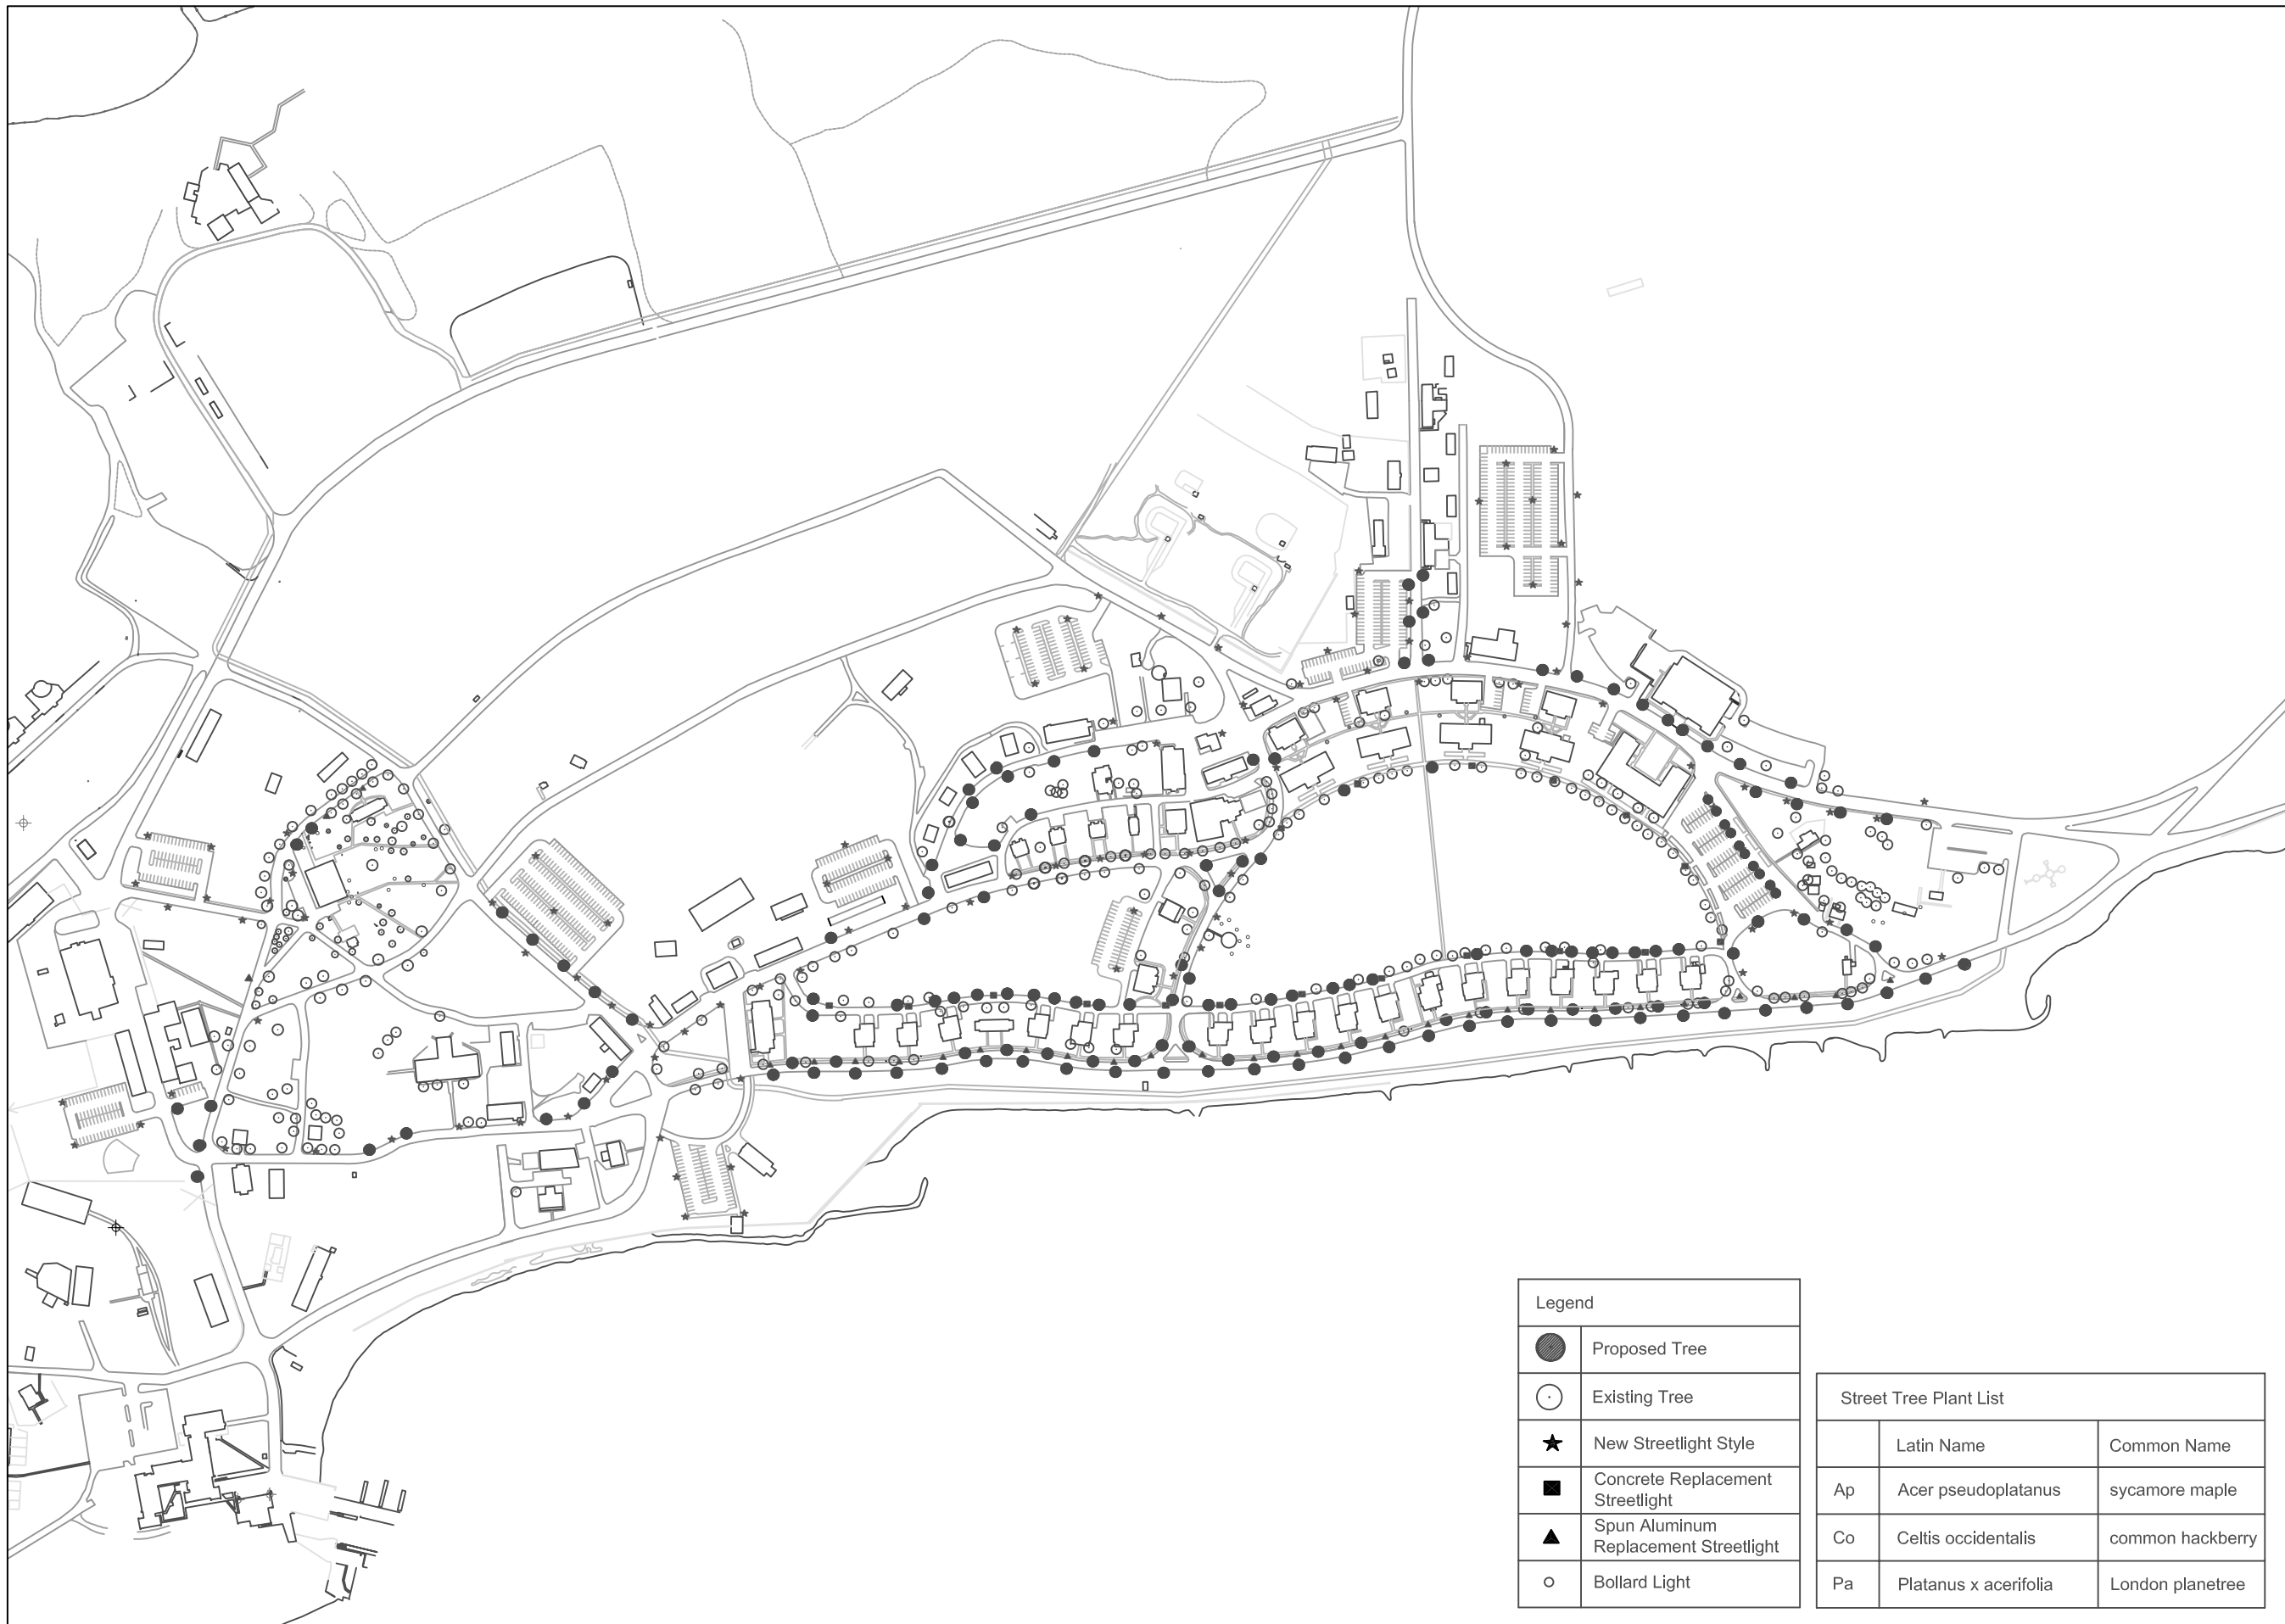 Legend
Proposed Tree
Existing Tree
New Streetlight Style
Concrete Replacement
Streetlight
Spun Aluminum
Replacement Streetlight
Bollard Light
Street Tree Plant List
Latin Name Common Name
Ap Acer pseudoplatanus sycamore maple
Co Celtis occidentalis common hackberry
Pa Platanus x acerifolia London planetree